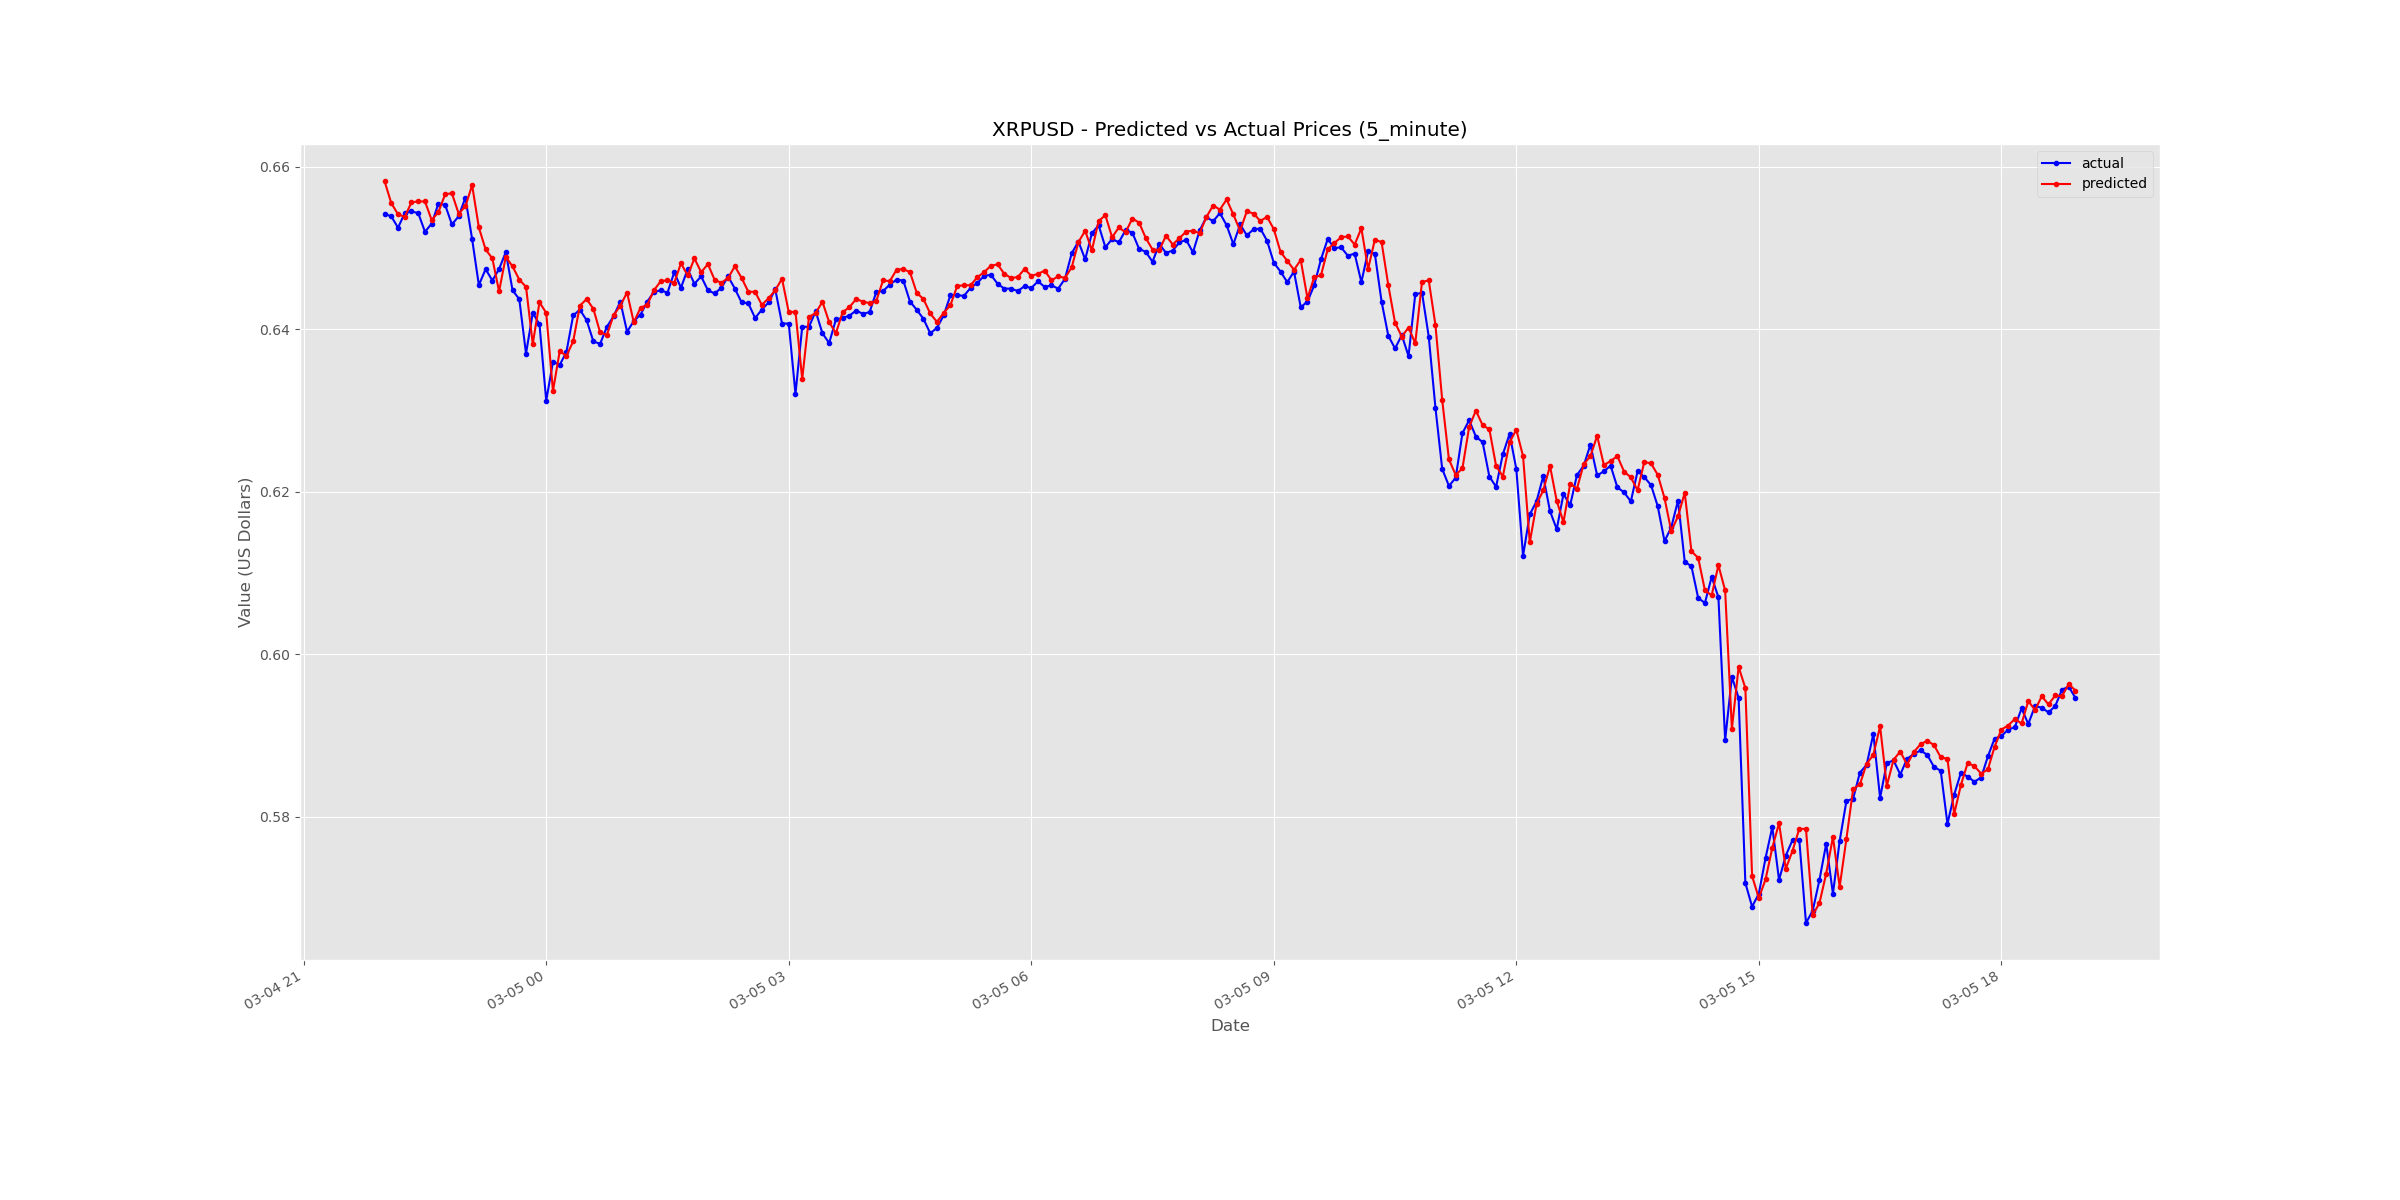 XRPUSD - Predicted vs Actual Prices (5_minute)
actual
predicted
0.66
0.64
0.62
0.60
0.58
Value (US Dollars)
03-04 21
03-05 00
03-05 03
03-05 06
03-05 09
03-05 12
03-05 15
03-05 18
Date